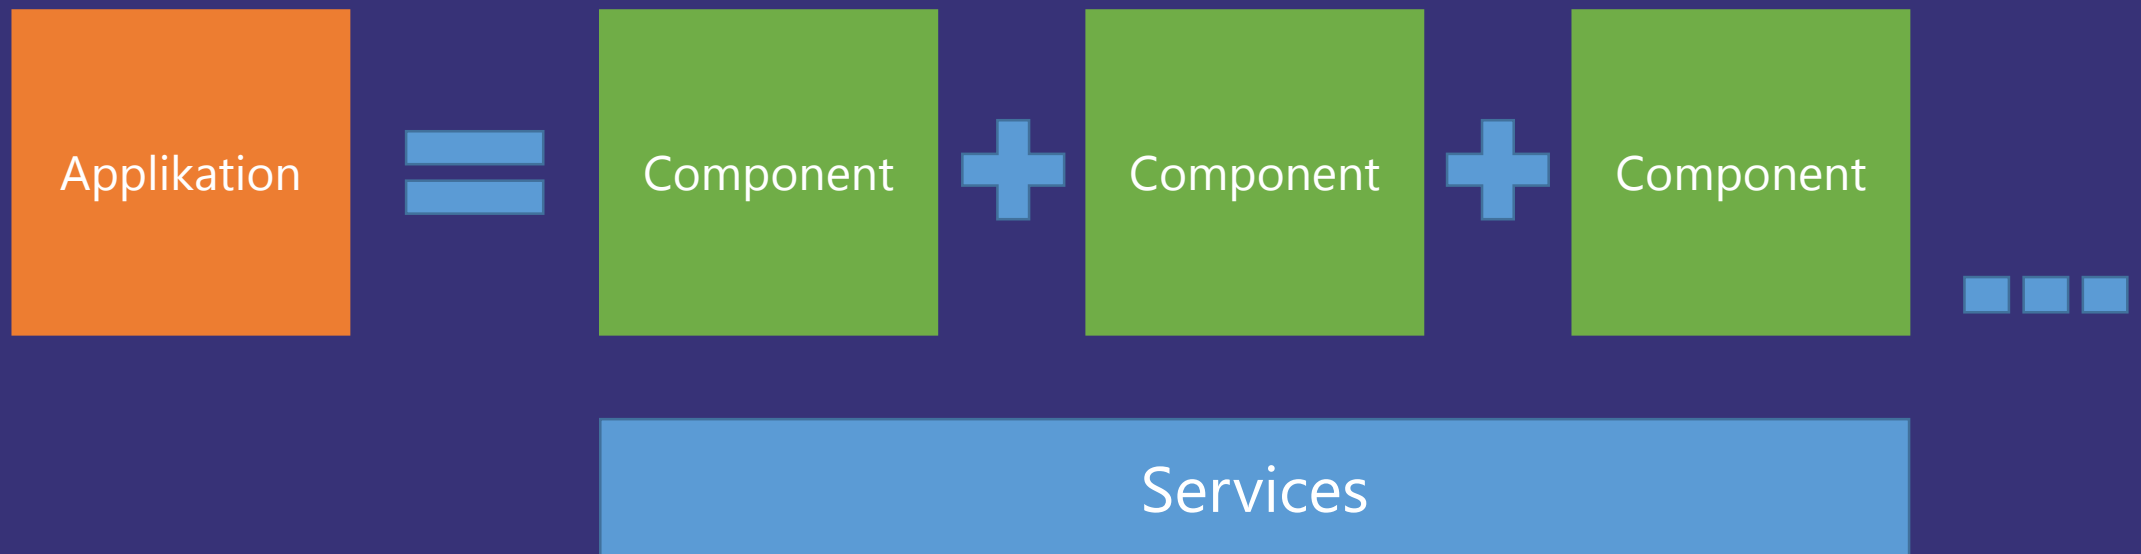 Applikation
Component
Component
Component
Services